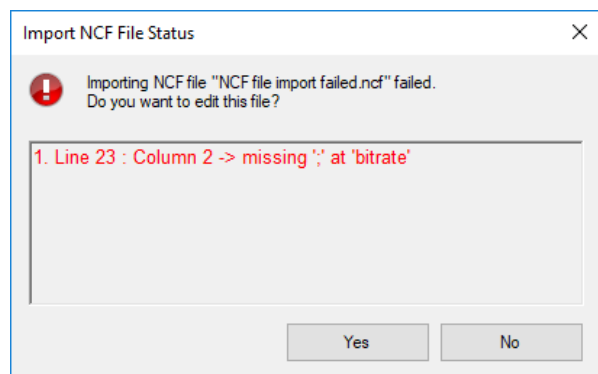 Import NCF File Status
Importing NCF file "NCF file import failed.ncf" failed.
Do you want to edit this file?
1. Line 23 : Column 2 -> missing ';' at 'bitrate'
Yes
No